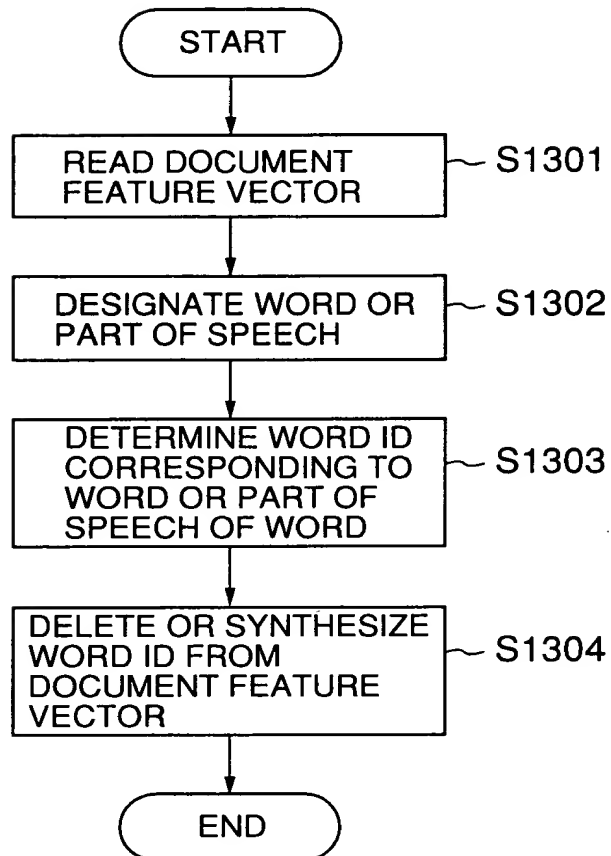 START
READ DOCUMENT
FEATURE VECTOR
S1301
DESIGNATE WORD OR
PART OF SPEECH
S1302
DETERMINE WORD ID
CORRESPONDING TO
WORD OR PART OF
SPEECH OF WORD
S1303
DELETE OR SYNTHESIZE
WORD ID FROM
DOCUMENT FEATURE
VECTOR
S1304
END